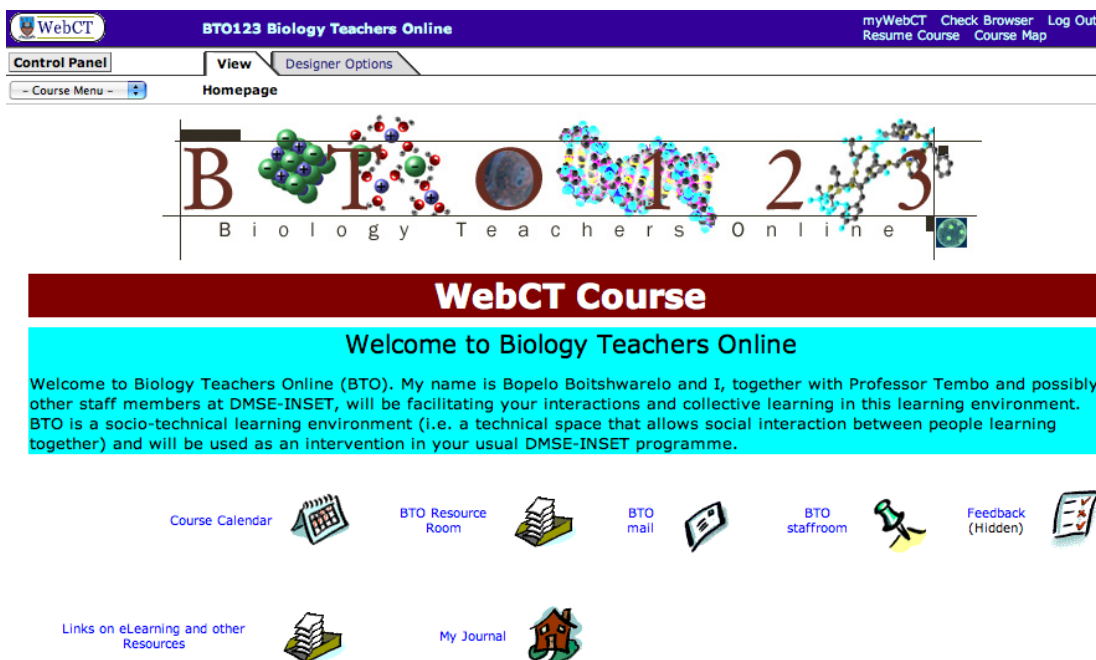 WebCT
BTO123 Biology Teachers Online
myWebCT Check Browser Log Out
Resume Course Course Map
Control Panel
View
Designer Options
– Course Menu –
Homepage
B T O 1 2 3
Biology Teachers Online
WebCT Course
Welcome to Biology Teachers Online
Welcome to Biology Teachers Online (BTO). My name is Bopelo Boitshwarelo and I, together with Professor Tembo and possibly
other staff members at DMSE-INSET, will be facilitating your interactions and collective learning in this learning environment.
BTO is a socio-technical learning environment (i.e. a technical space that allows social interaction between people learning
together) and will be used as an intervention in your usual DMSE-INSET programme.
Course Calendar
BTO Resource
Room
BTO
mail
BTO
staffroom
Feedback
(Hidden)
Links on eLearning and other
Resources
My Journal